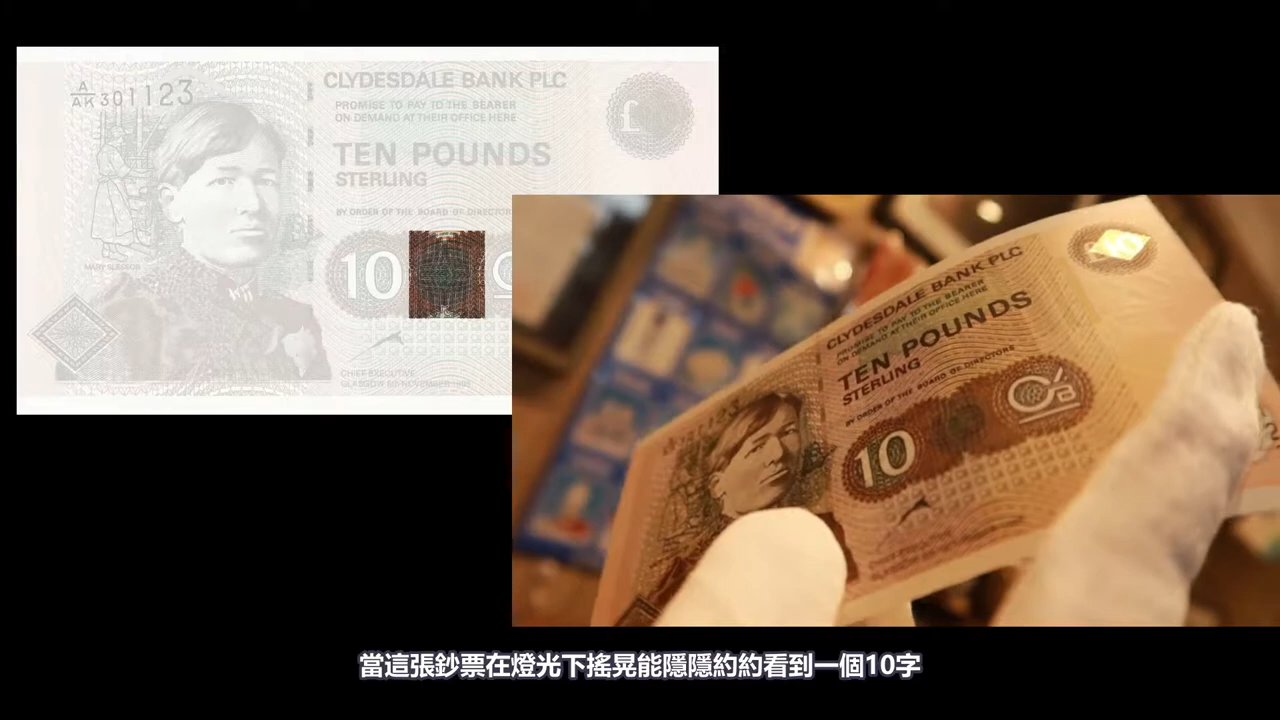 A
AK 301123
CLYDESDALE BANK PLC
PROMISE TO PAY TO THE BEARER
ON DEMAND AT THEIR OFFICE HERE
£
TEN POUNDS
STERLING
BY ORDER OF THE BOARD OF DIRECTORS
MARY SLESSOR
10
CHIEF EXECUTIVE
CLYDESDALE BANK PLC
PROMISE TO PAY TO THE BEARER
ON DEMAND AT THEIR OFFICE HERE
TEN POUNDS
STERLING
BY ORDER OF THE BOARD OF DIRECTORS
10
當這張鈔票在燈光下搖晃能隱隱約約看到一個10字